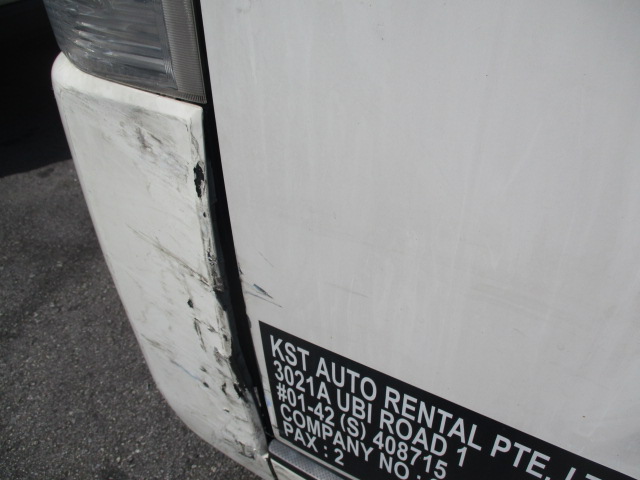 KST AUTO RENTAL PTE.
3021A UBI ROAD 1
#01-42 (S) 408715
COMPANY NO.:
PAX : 2